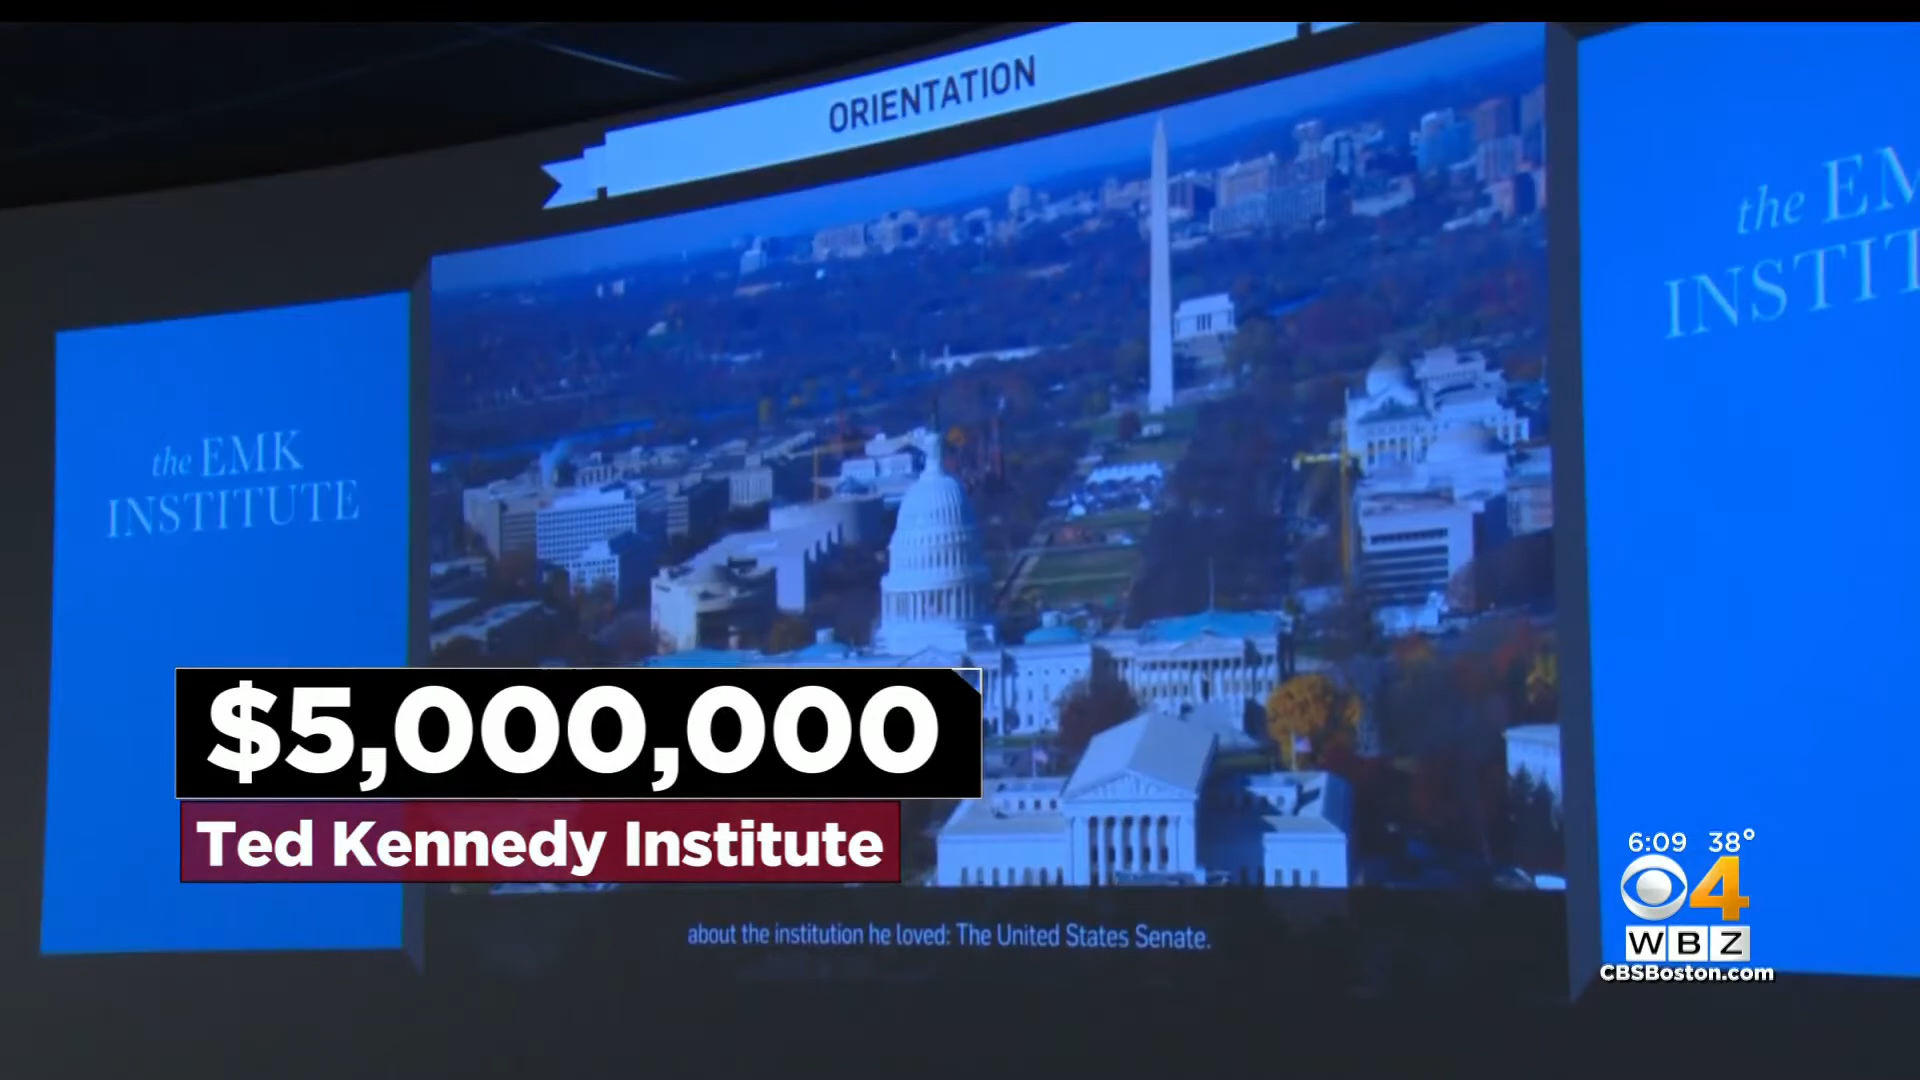 ORIENTATION
the EMK
INSTITUTE
the EM
INSTIT
$5,000,000
Ted Kennedy Institute
about the institution he loved: The United States Senate.
6:09 38°
4
WBZ
CBSBoston.com